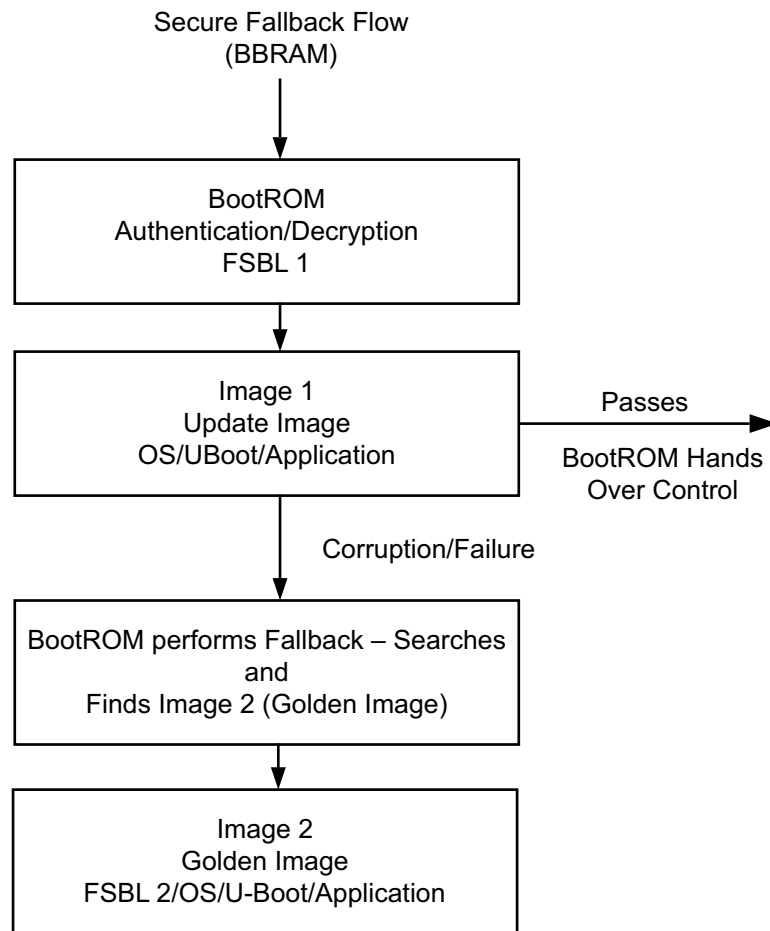 Secure Fallback Flow
(BBRAM)
BootROM
Authentication/Decryption
FSBL 1
Image 1
Update Image
OS/UBoot/Application
Passes
BootROM Hands
Over Control
Corruption/Failure
BootROM performs Fallback – Searches
and
Finds Image 2 (Golden Image)
Image 2
Golden Image
FSBL 2/OS/U-Boot/Application